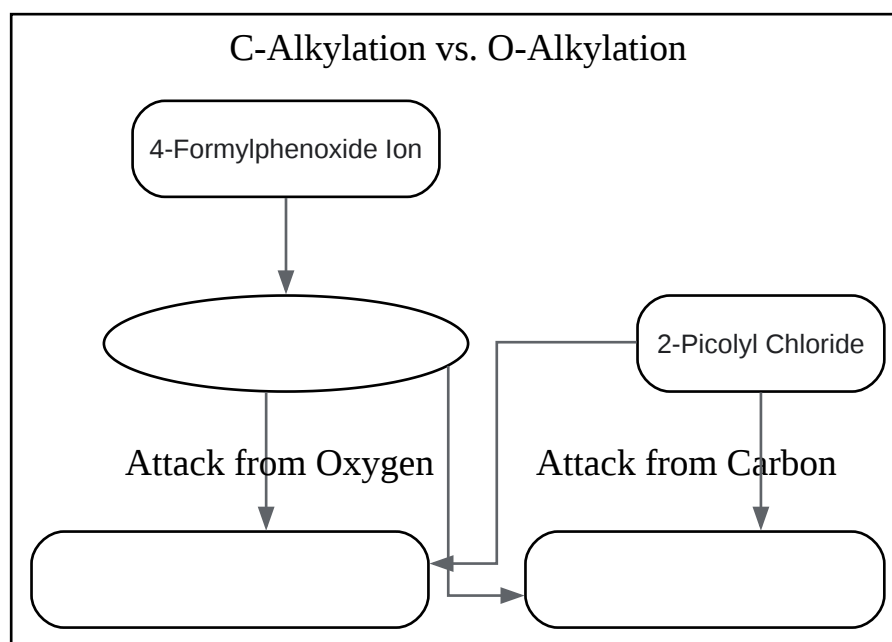 C-Alkylation vs. O-Alkylation
4-Formylphenoxide Ion
2-Picolyl Chloride
Attack from Oxygen
Attack from Carbon